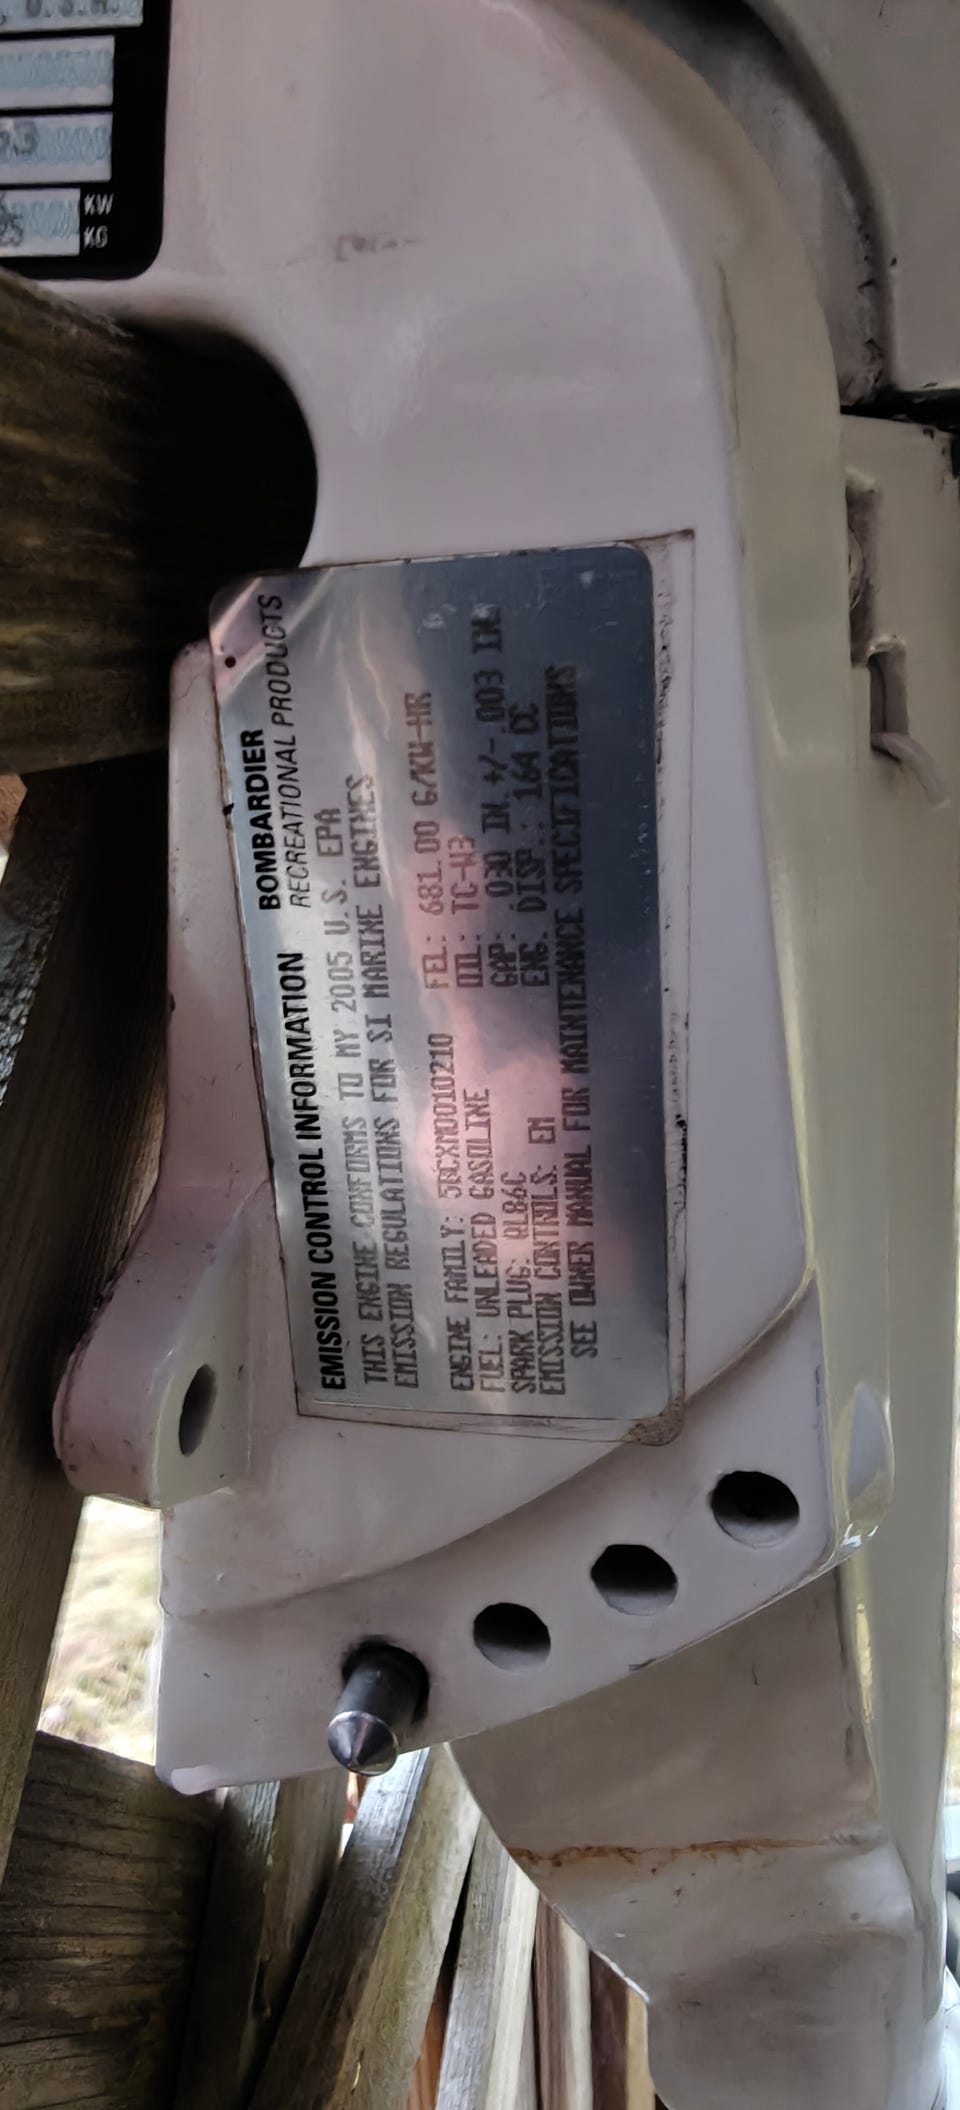 U.S.A.
KW
25 KG
EMISSION CONTROL INFORMATION BOMBARDIER
RECREATIONAL PRODUCTS
THIS ENGINE CONFORMS TO MY 2005 U.S. EPA
EMISSION REGULATIONS FOR SI MARINE ENGINES
ENGINE FAMILY: 5BCXM0010210 FEL: 681.00 G/KW-HR
FUEL: UNLEADED GASOLINE OIL: TC-W3
SPARK PLUG: QL86C GAP: .030 IN. +/- .003 IN.
EMISSION CONTROLS: EM ENG. DISP.: 164 CC
SEE OWNER MANUAL FOR MAINTENANCE SPECIFICATIONS